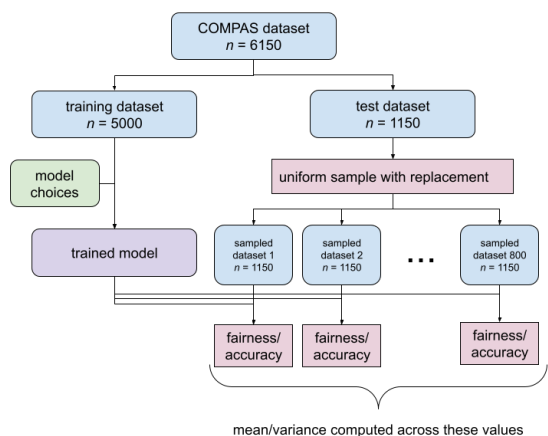 COMPAS dataset
n = 6150
training dataset
n = 5000
test dataset
n = 1150
model
choices
uniform sample with replacement
trained model
sampled
dataset 1
n = 1150
sampled
dataset 2
n = 1150
...
sampled
dataset 800
n = 1150
fairness/
accuracy
fairness/
accuracy
fairness/
accuracy
mean/variance computed across these values